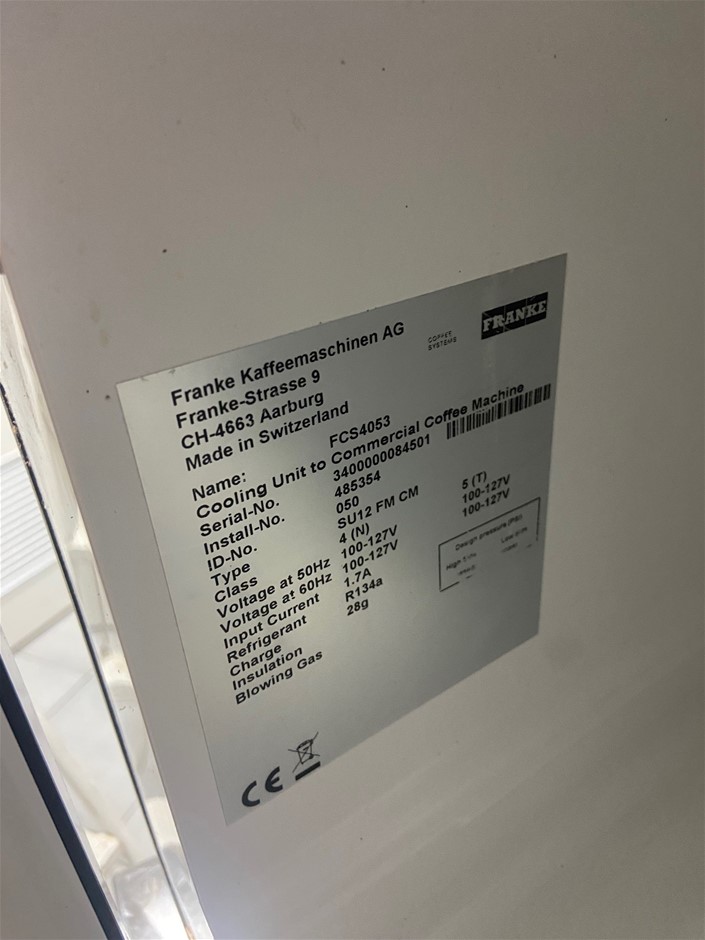 Franke Kaffeemaschinen AG
Franke-Strasse 9
CH-4663 Aarburg
Made in Switzerland
COFFEE SYSTEMS
FRANKE
Name: FCS4053
Cooling Unit to Commercial Coffee Machine
Serial-No. 3400000084501
Install-No. 485354
ID-No. 050
Type SU12 FM CM
Class 4 (N) 5 (T)
Voltage at 50Hz 100-127V 100-127V
Voltage at 60Hz 100-127V 100-127V
Input Current 1.7A
Refrigerant R134a
Charge 28g
Insulation
Blowing Gas
Design pressure (PSI)
CE